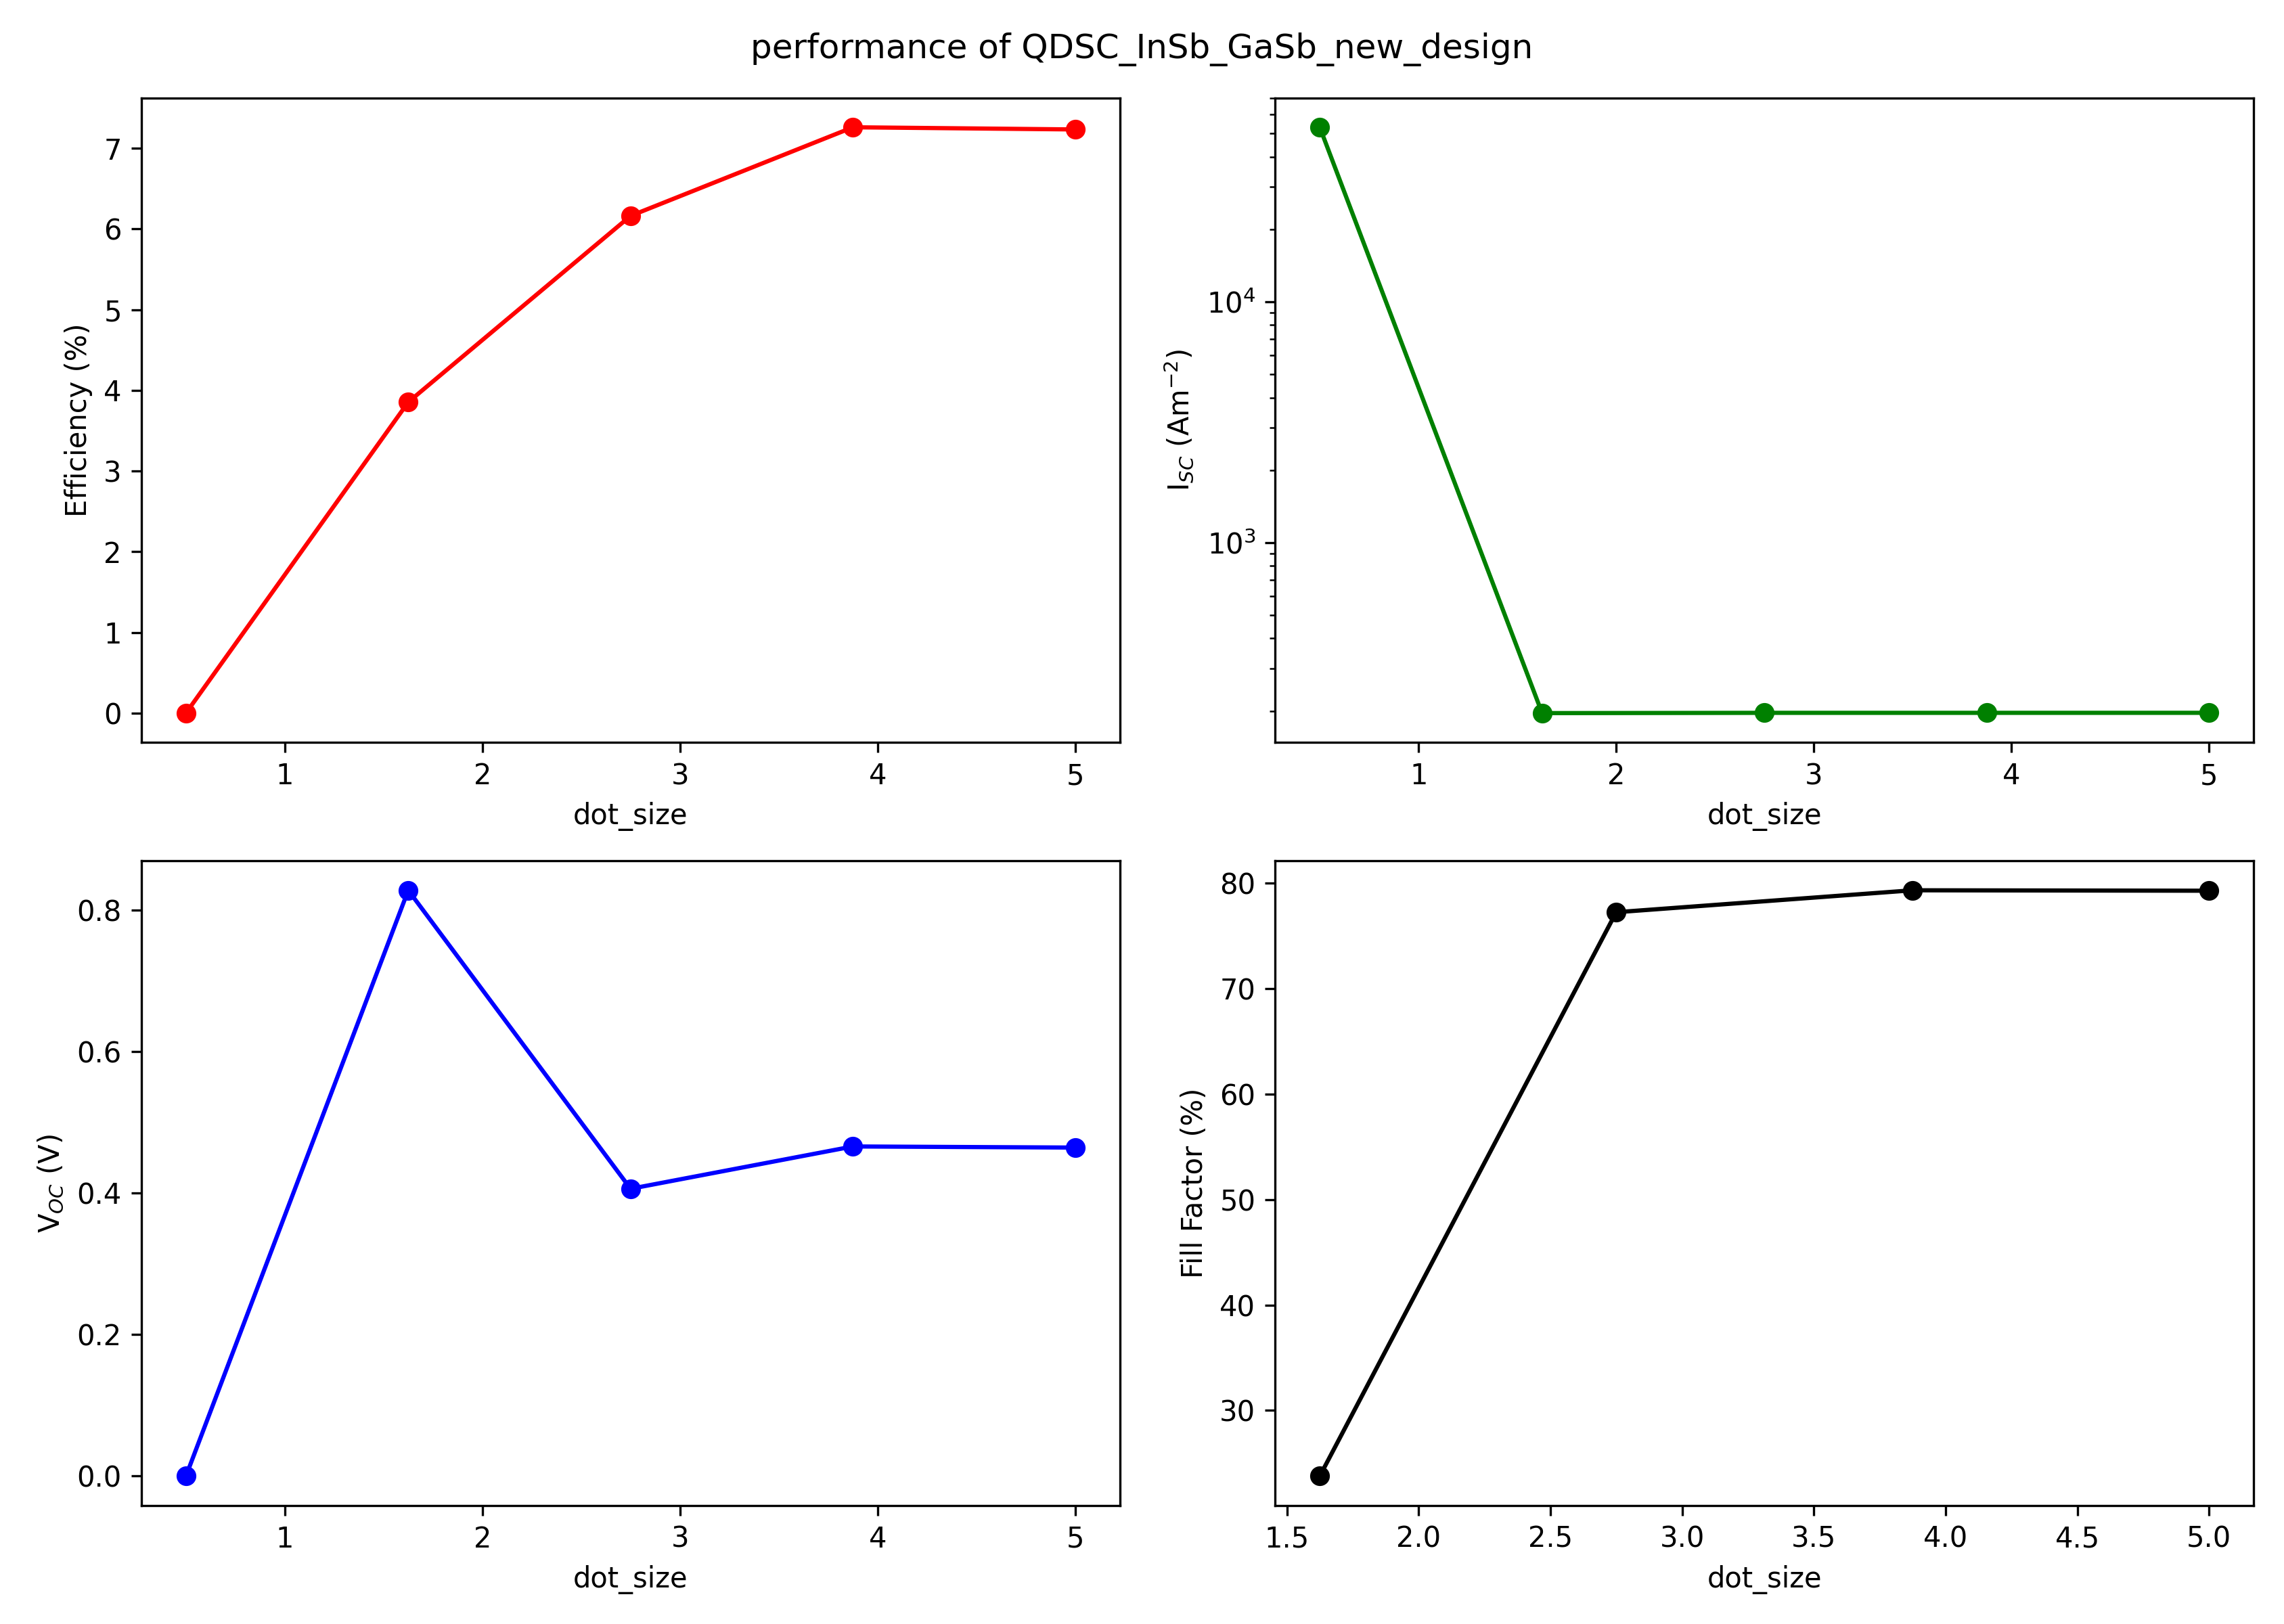 performance of QDSC_InSb_GaSb_new_design
Efficiency (%)
7
6
5
4
3
2
1
0
1 2 3 4 5
dot_size
I_SC (Am^−2)
10^4
10^3
1 2 3 4 5
dot_size
V_OC (V)
0.8
0.6
0.4
0.2
0.0
1 2 3 4 5
dot_size
Fill Factor (%)
80
70
60
50
40
30
1.5 2.0 2.5 3.0 3.5 4.0 4.5 5.0
dot_size